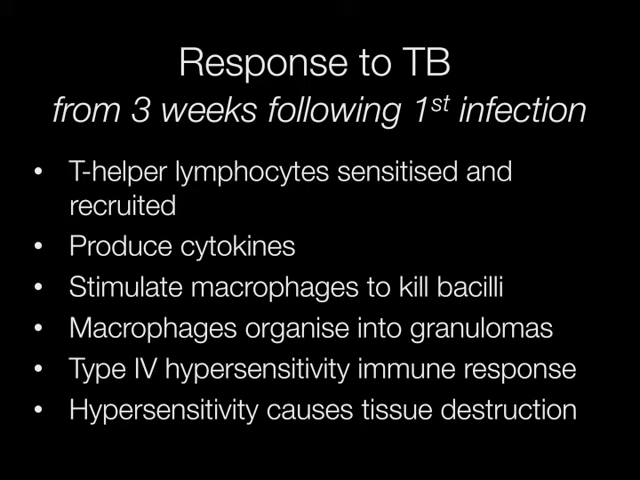 Response to TB
from 3 weeks following 1st infection
• T-helper lymphocytes sensitised and
recruited
• Produce cytokines
• Stimulate macrophages to kill bacilli
• Macrophages organise into granulomas
• Type IV hypersensitivity immune response
• Hypersensitivity causes tissue destruction